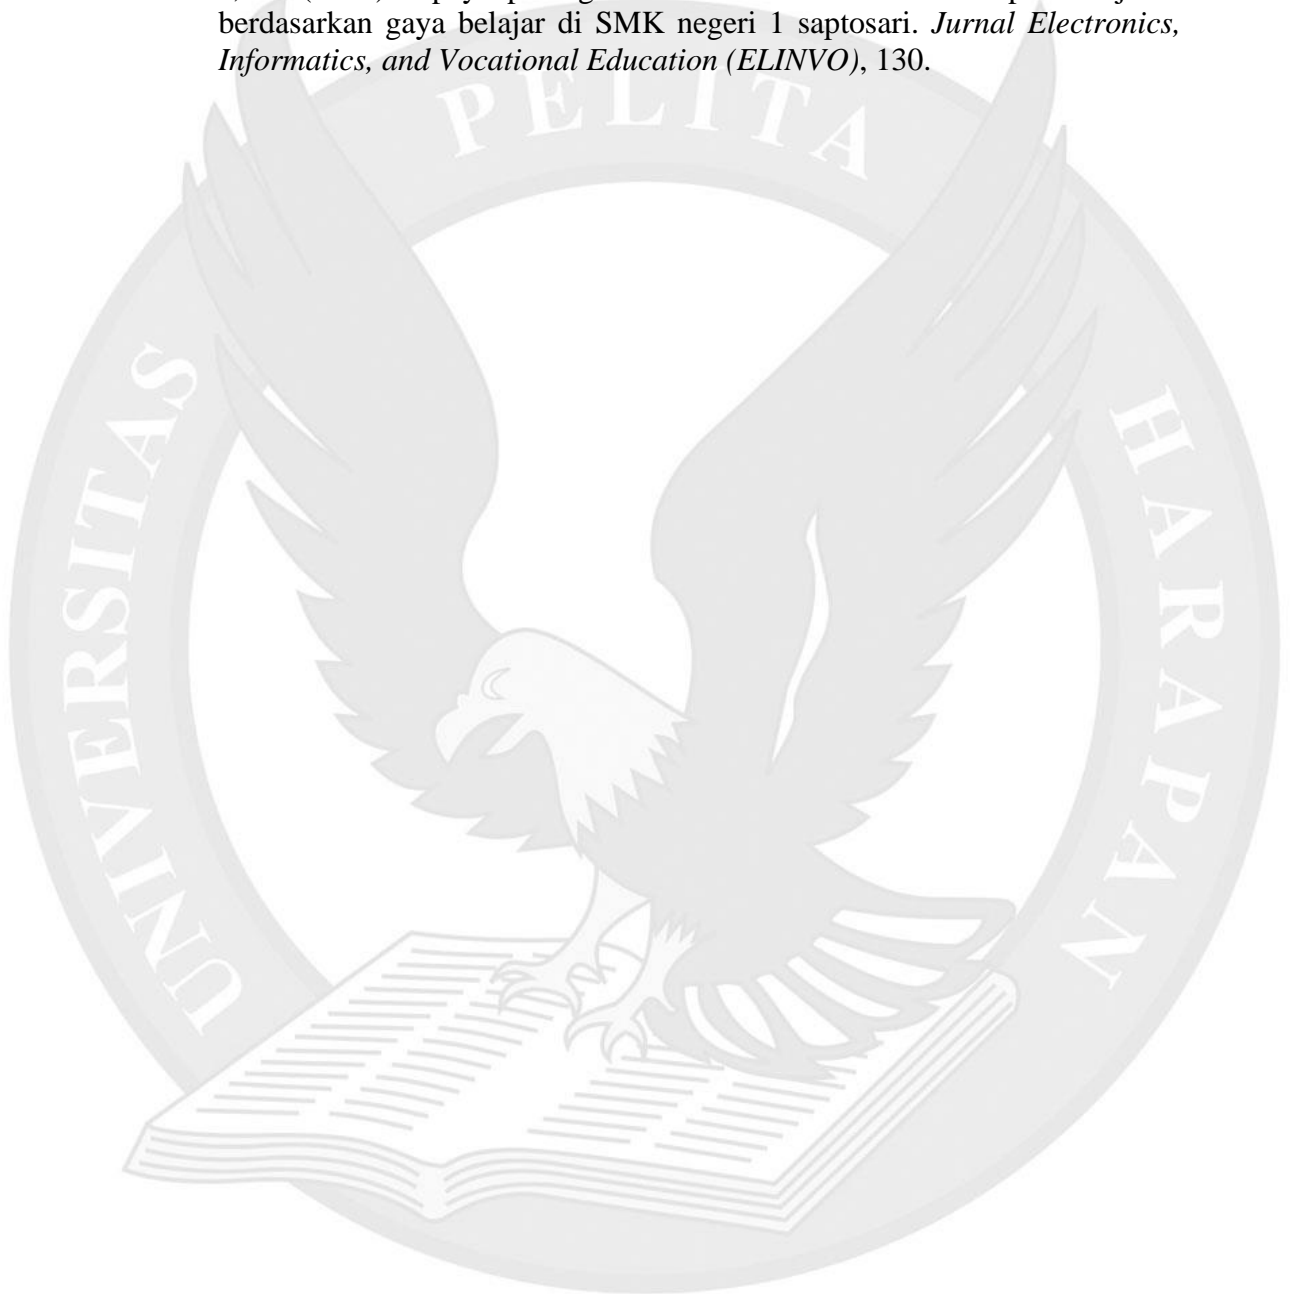 berdasarkan gaya belajar di SMK negeri 1 saptosari. Jurnal Electronics,
Informatics, and Vocational Education (ELINVO), 130.
UNIVERSITAS
PELITA
HARAPAN